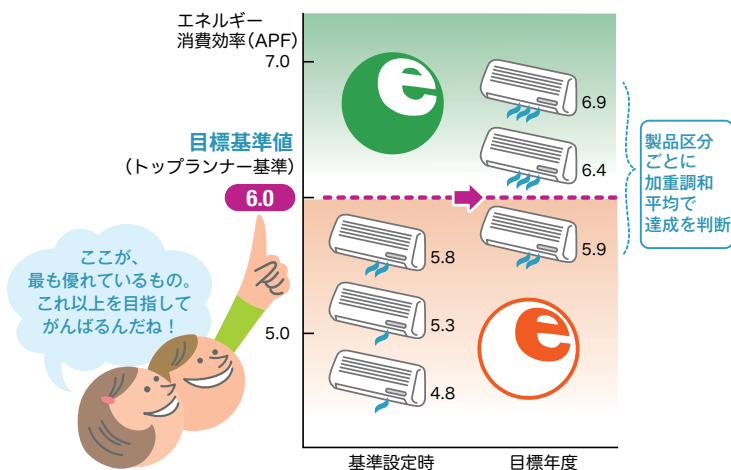 エネルギー
消費効率(APF)
7.0
目標基準値
(トップランナー基準)
6.0
5.0
ここが、
最も優れているもの。
これ以上を目指して
がんばるんだね！
e
6.9
6.4
5.9
5.8
5.3
4.8
e
製品区分
ごとに
加重調和
平均で
達成を判断
基準設定時
目標年度